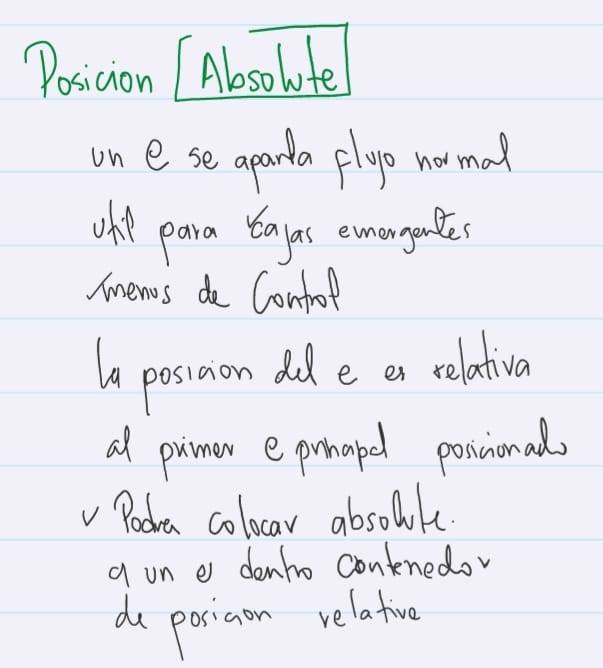 Posicion [Absolute]
un e se aparta flujo normal
util para cajas emergentes
menus de Control
la posicion del e es relativa
al primer e principal posicionado
✓ Podra colocar absolute.
a un e dentro contenedor
de posicion relative